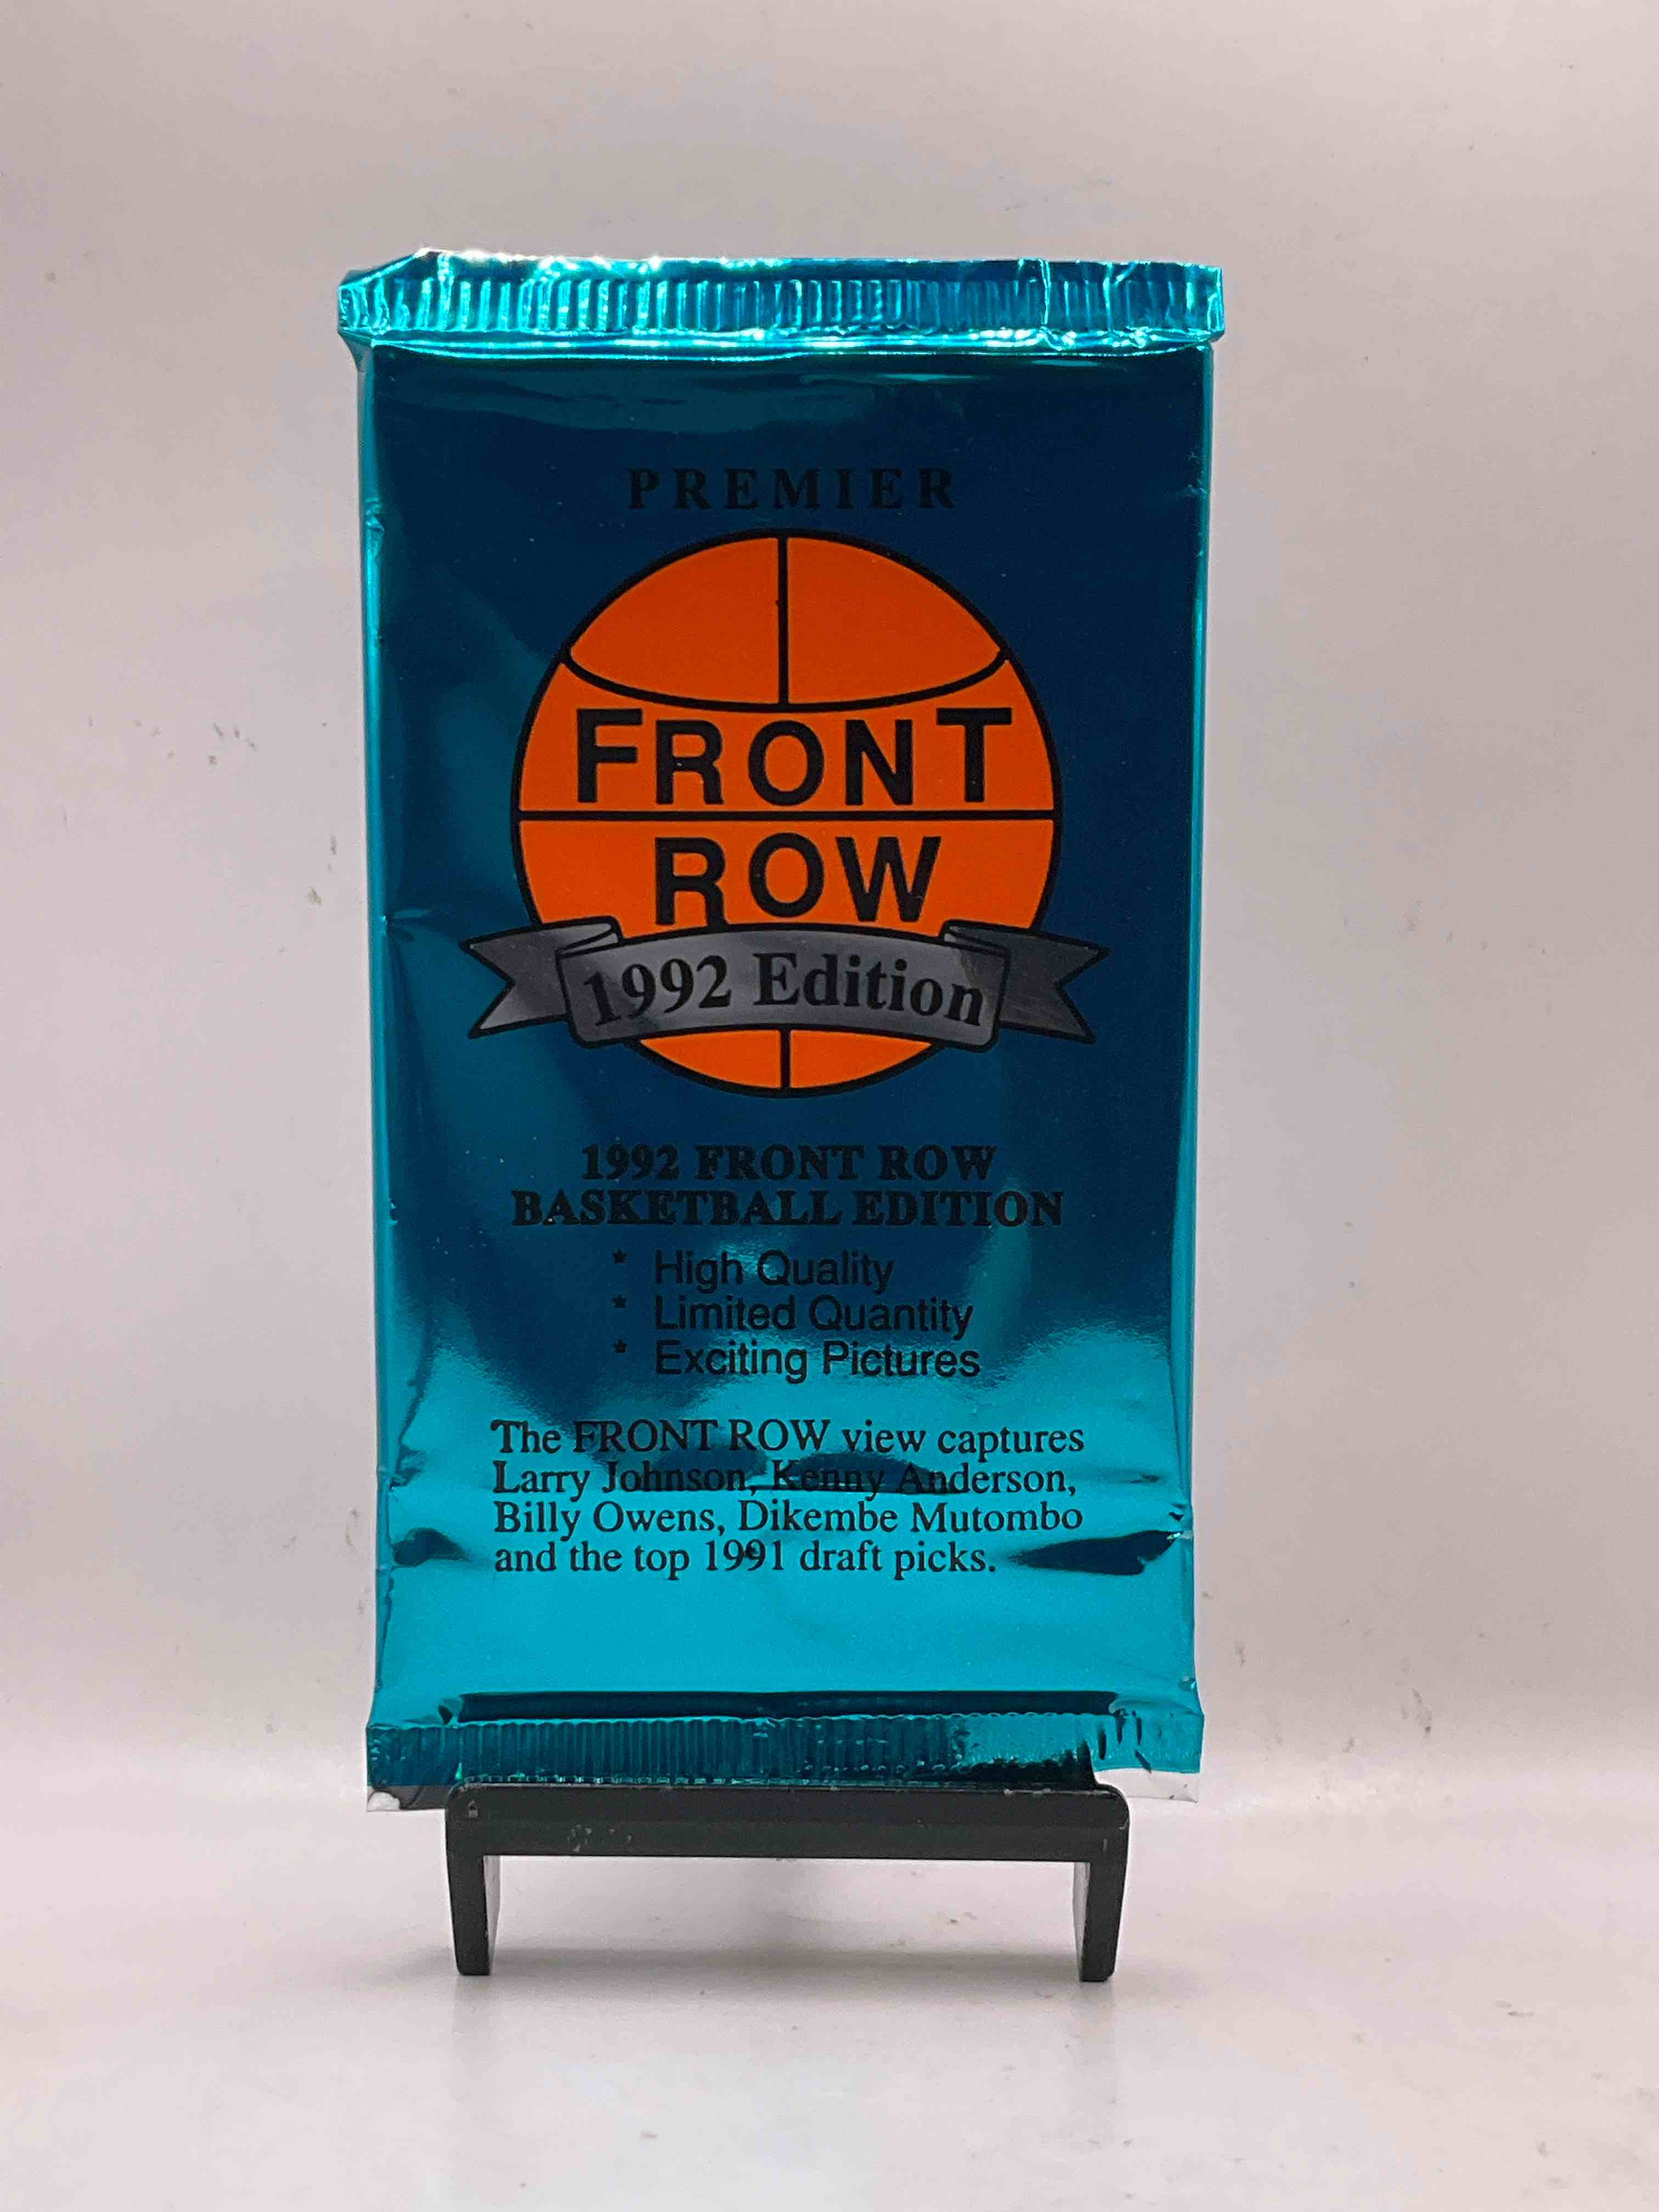 PREMIER
FRONT
ROW
1992 Edition
1992 FRONT ROW
BASKETBALL EDITION
* High Quality
* Limited Quantity
* Exciting Pictures
The FRONT ROW view captures
Larry Johnson, Kenny Anderson,
Billy Owens, Dikembe Mutombo
and the top 1991 draft picks.